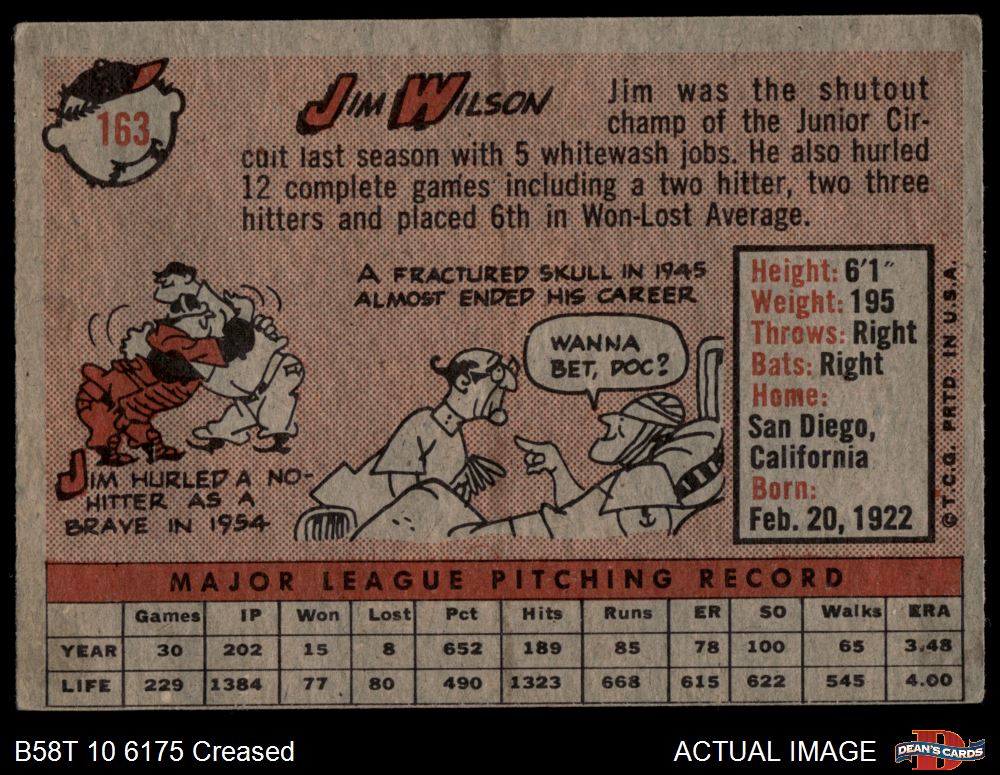 163
JIM WILSON
Jim was the shutout
champ of the Junior Cir-
cuit last season with 5 whitewash jobs. He also hurled
12 complete games including a two hitter, two three
hitters and placed 6th in Won-Lost Average.
JIM HURLED A NO-
HITTER AS A
BRAVE IN 1954
A FRACTURED SKULL IN 1945
ALMOST ENDED HIS CAREER
WANNA
BET, DOC?
Height: 6'1"
Weight: 195
Throws: Right
Bats: Right
Home:
San Diego,
California
Born:
Feb. 20, 1922
© T.C.G. PRTD. IN U.S.A.
MAJOR LEAGUE PITCHING RECORD
Games IP Won Lost Pct Hits Runs ER SO Walks ERA
YEAR 30 202 15 8 652 189 85 78 100 65 3.48
LIFE 229 1384 77 80 490 1323 668 615 622 545 4.00
B58T 10 6175 Creased
ACTUAL IMAGE
DEAN'S CARDS